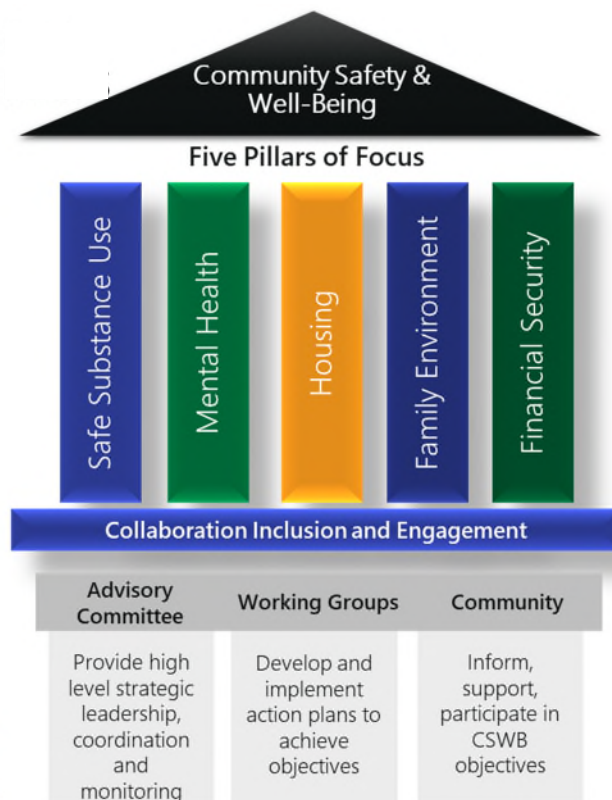 Community Safety &
Well-Being
Five Pillars of Focus
Safe Substance Use
Mental Health
Housing
Family Environment
Financial Security
Collaboration Inclusion and Engagement
Advisory
Committee
Working Groups
Community
Provide high
level strategic
leadership,
coordination
and
monitoring
Develop and
implement
action plans to
achieve
objectives
Inform,
support,
participate in
CSWB
objectives